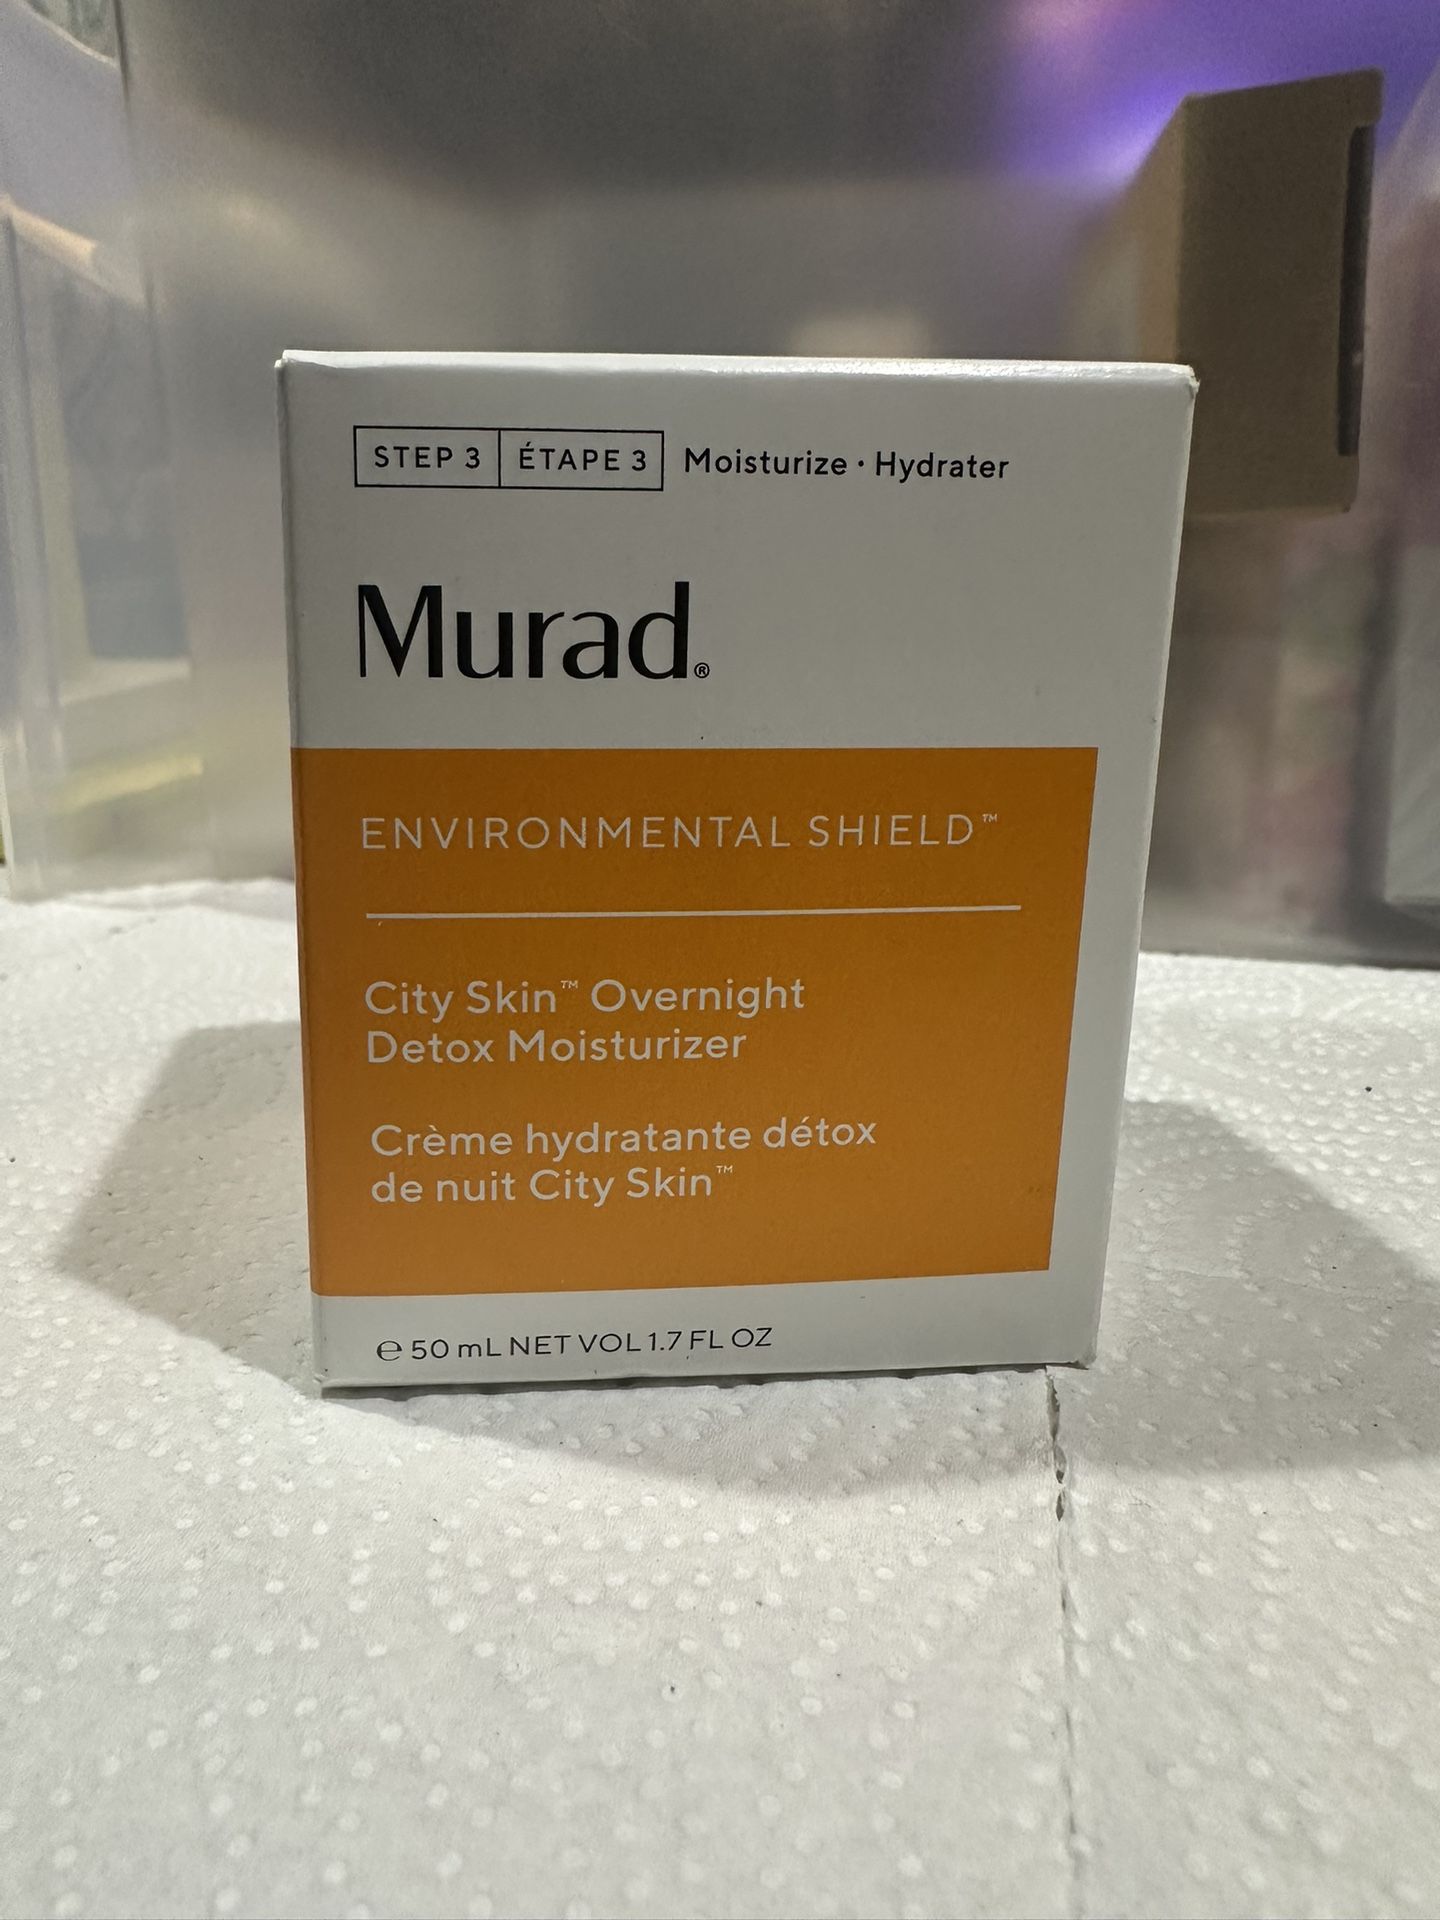 STEP 3 ÉTAPE 3 Moisturize • Hydrater
Murad®
ENVIRONMENTAL SHIELD™
City Skin™ Overnight
Detox Moisturizer
Crème hydratante détox
de nuit City Skin™
℮ 50 mL NET VOL 1.7 FL OZ